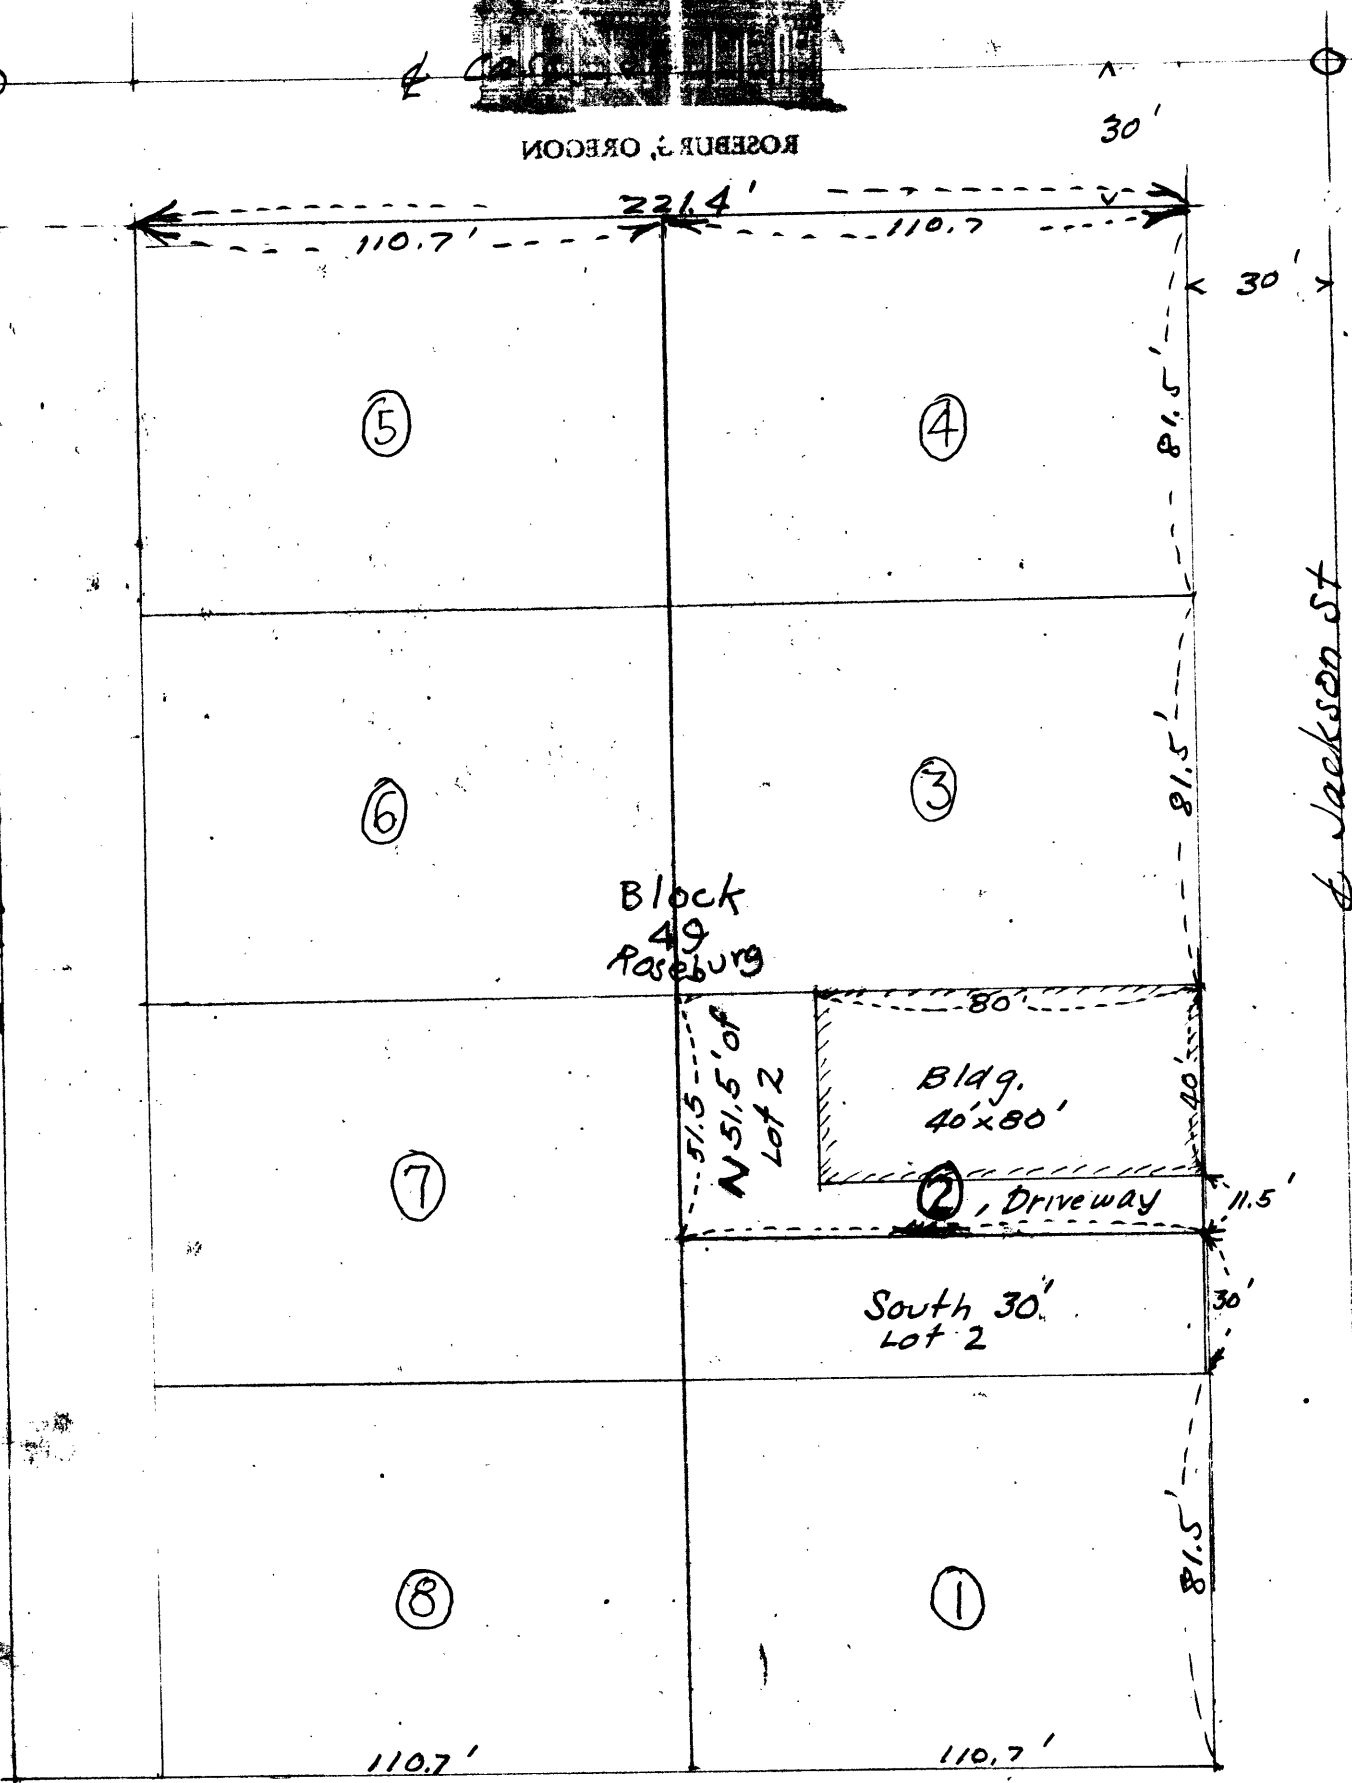 ℄
30'
ROSEBURG, OREGON
221.4'
110.7'
110.7
30'
5
4
81.5'
℄ Jackson St
6
3
81.5'
Block
49
Roseburg
80'
51.5
N 51.5' of
Lot 2
Bldg.
40'x80'
40'
7
2, Driveway
11.5'
South 30'
Lot 2
30'
8
1
81.5'
110.7'
110.7'